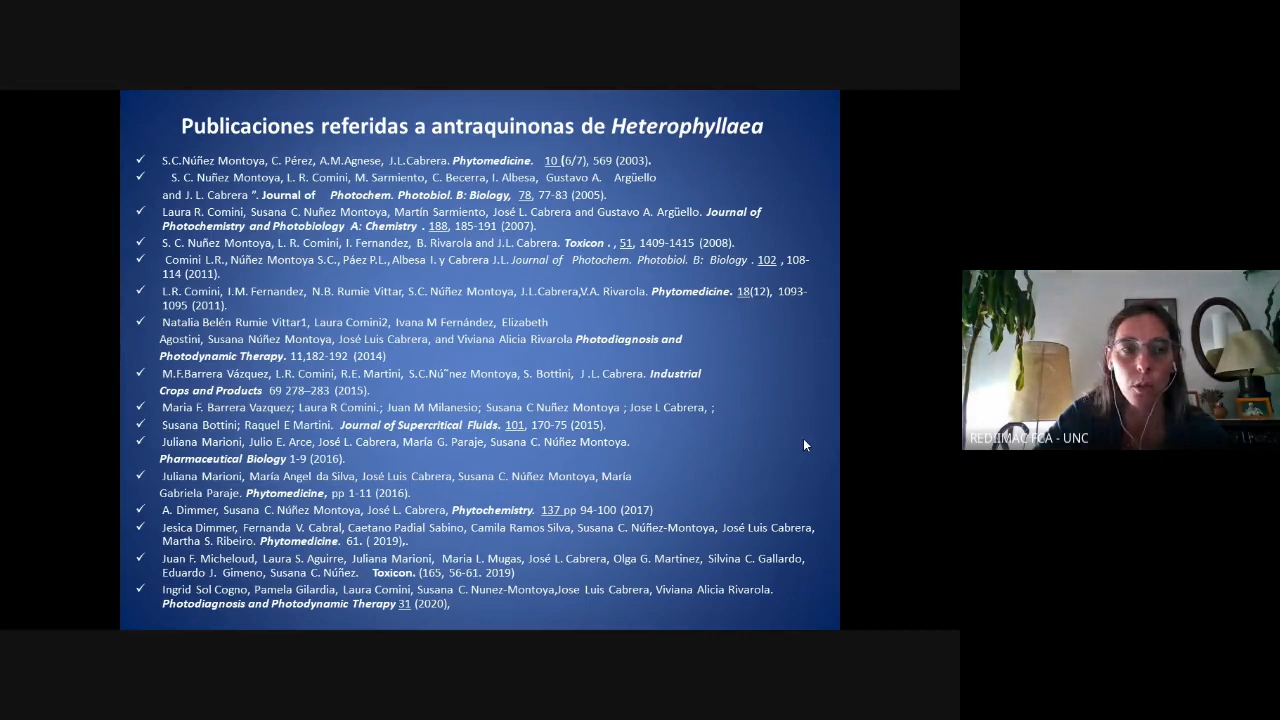 Publicaciones referidas a antraquinonas de Heterophyllaea
✓ S.C.Núñez Montoya, C. Pérez, A.M.Agnese, J.L.Cabrera. Phytomedicine. 10 (6/7), 569 (2003).
✓ S. C. Nuñez Montoya, L. R. Comini, M. Sarmiento, C. Becerra, I. Albesa, Gustavo A. Argüello
and J. L. Cabrera ”. Journal of Photochem. Photobiol. B: Biology, 78, 77-83 (2005).
✓ Laura R. Comini, Susana C. Nuñez Montoya, Martín Sarmiento, José L. Cabrera and Gustavo A. Argüello. Journal of
Photochemistry and Photobiology A: Chemistry . 188, 185-191 (2007).
✓ S. C. Nuñez Montoya, L. R. Comini, I. Fernandez, B. Rivarola and J.L. Cabrera. Toxicon . , 51, 1409-1415 (2008).
✓ Comini L.R., Núñez Montoya S.C., Páez P.L., Albesa I. y Cabrera J.L. Journal of Photochem. Photobiol. B: Biology . 102 , 108-
114 (2011).
✓ L.R. Comini, I.M. Fernandez, N.B. Rumie Vittar, S.C. Núñez Montoya, J.L.Cabrera,V.A. Rivarola. Phytomedicine. 18(12), 1093-
1095 (2011).
✓ Natalia Belén Rumie Vittar1, Laura Comini2, Ivana M Fernández, Elizabeth
Agostini, Susana Núñez Montoya, José Luis Cabrera, and Viviana Alicia Rivarola Photodiagnosis and
Photodynamic Therapy. 11,182-192 (2014)
✓ M.F.Barrera Vázquez, L.R. Comini, R.E. Martini, S.C.Nú˜nez Montoya, S. Bottini, J .L. Cabrera. Industrial
Crops and Products 69 278–283 (2015).
✓ Maria F. Barrera Vazquez; Laura R Comini.; Juan M Milanesio; Susana C Nuñez Montoya ; Jose L Cabrera, ;
✓ Susana Bottini; Raquel E Martini. Journal of Supercritical Fluids. 101, 170-75 (2015).
✓ Juliana Marioni, Julio E. Arce, José L. Cabrera, María G. Paraje, Susana C. Núñez Montoya.
Pharmaceutical Biology 1-9 (2016).
✓ Juliana Marioni, María Angel da Silva, José Luis Cabrera, Susana C. Núñez Montoya, María
Gabriela Paraje. Phytomedicine, pp 1-11 (2016).
✓ A. Dimmer, Susana C. Núñez Montoya, José L. Cabrera, Phytochemistry. 137 pp 94-100 (2017)
✓ Jesica Dimmer, Fernanda V. Cabral, Caetano Padial Sabino, Camila Ramos Silva, Susana C. Núñez-Montoya, José Luis Cabrera,
Martha S. Ribeiro. Phytomedicine. 61. ( 2019),.
✓ Juan F. Micheloud, Laura S. Aguirre, Juliana Marioni, Maria L. Mugas, José L. Cabrera, Olga G. Martinez, Silvina C. Gallardo,
Eduardo J. Gimeno, Susana C. Núñez. Toxicon. (165, 56-61. 2019)
✓ Ingrid Sol Cogno, Pamela Gilardia, Laura Comini, Susana C. Nunez-Montoya,Jose Luis Cabrera, Viviana Alicia Rivarola.
Photodiagnosis and Photodynamic Therapy 31 (2020),
REDIIMAC FCA - UNC